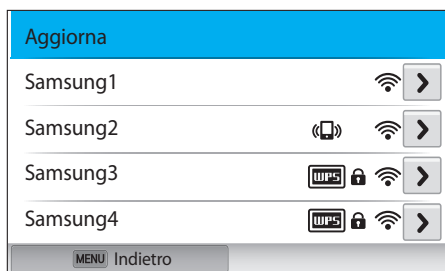 Aggiorna
Samsung1
Samsung2
Samsung3 WPS
Samsung4 WPS
MENU Indietro